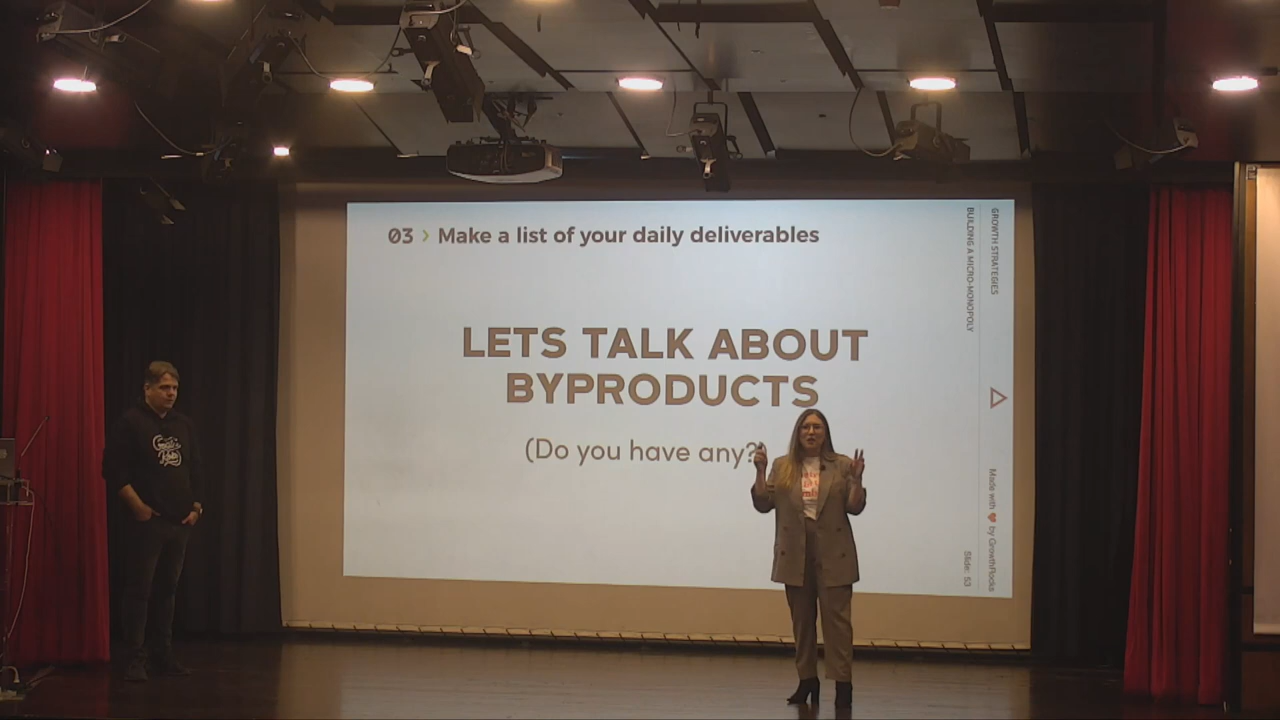 03 › Make a list of your daily deliverables
LETS TALK ABOUT
BYPRODUCTS
(Do you have any?)
GROWTH STRATEGIES
BUILDING A MICRO-MONOPOLY
Made with ❤ by GrowthRocks
Slide: 53